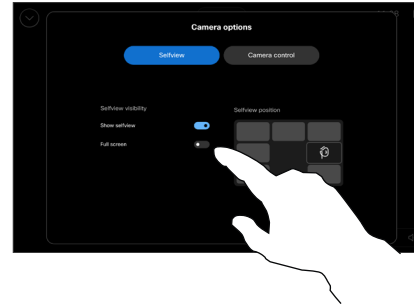 Camera options
Selfview
Camera control
Selfview visibility
Selfview position
Show selfview
Full screen